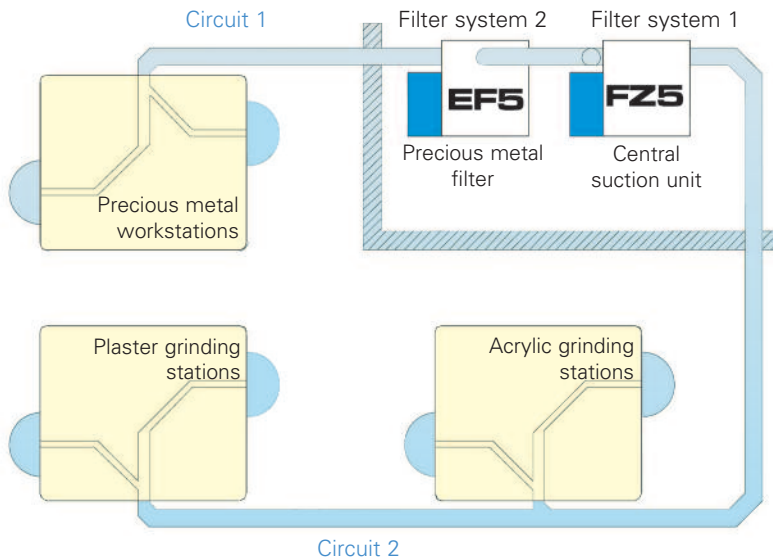 Circuit 1
Filter system 2
Filter system 1
EF5
FZ5
Precious metal
filter
Central
suction unit
Precious metal
workstations
Plaster grinding
stations
Acrylic grinding
stations
Circuit 2